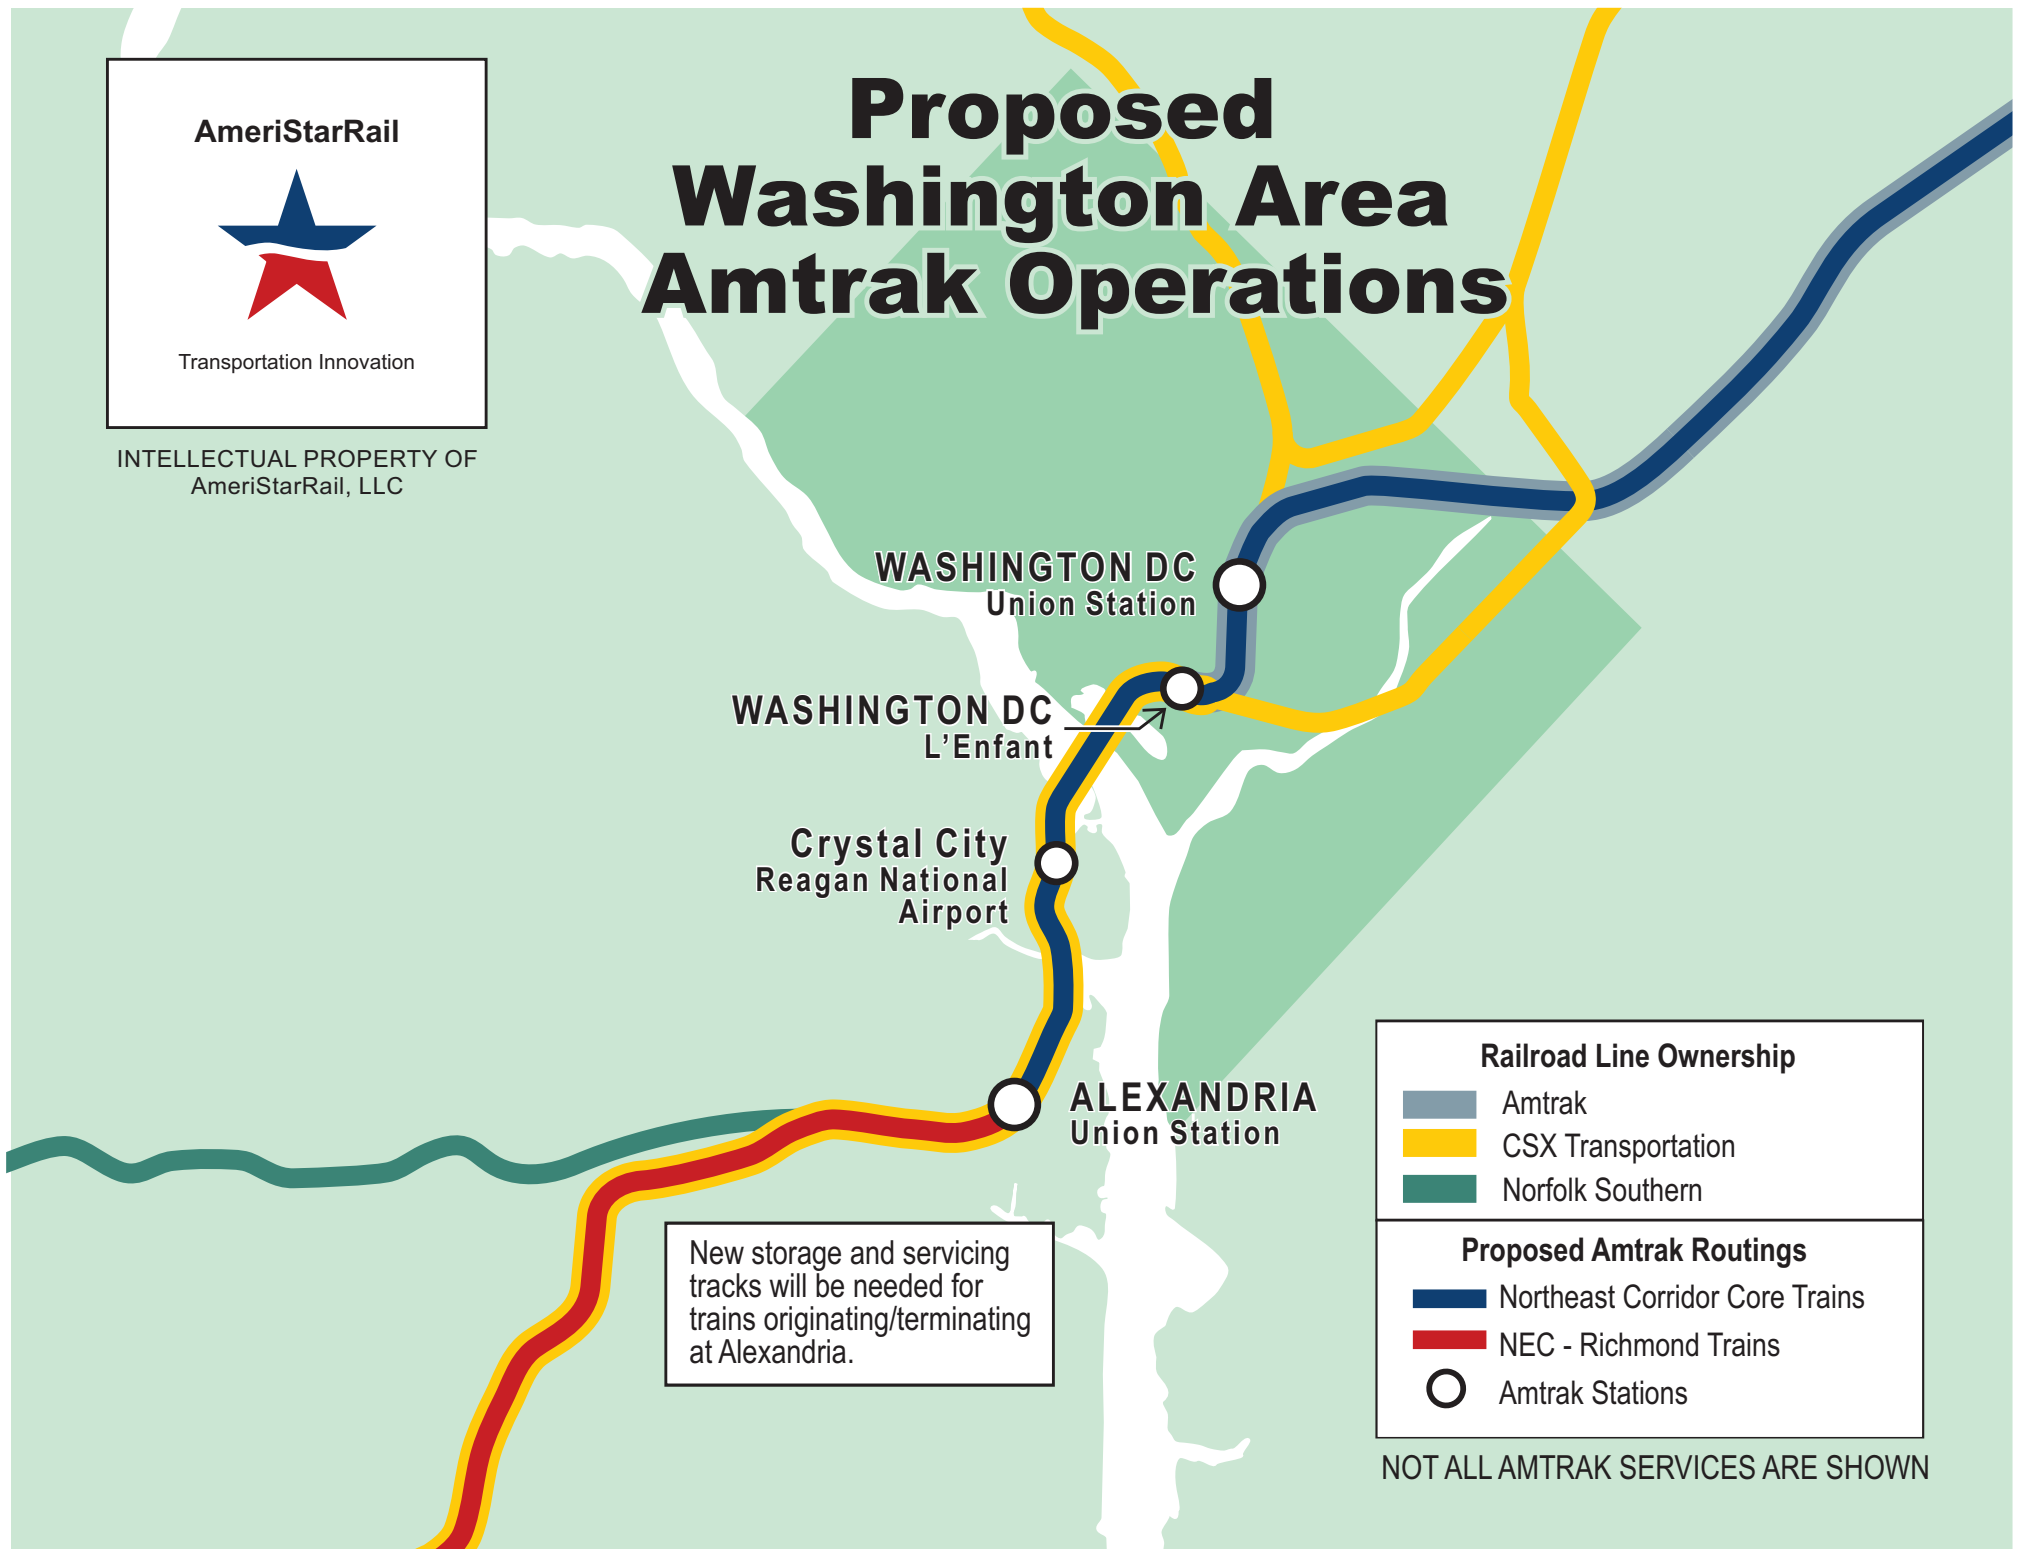 AmeriStarRail
Transportation Innovation
INTELLECTUAL PROPERTY OF
AmeriStarRail, LLC
Proposed
Washington Area
Amtrak Operations
WASHINGTON DC
Union Station
WASHINGTON DC
L’Enfant
Crystal City
Reagan National
Airport
ALEXANDRIA
Union Station
New storage and servicing
tracks will be needed for
trains originating/terminating
at Alexandria.
Railroad Line Ownership
Amtrak
CSX Transportation
Norfolk Southern
Proposed Amtrak Routings
Northeast Corridor Core Trains
NEC - Richmond Trains
Amtrak Stations
NOT ALL AMTRAK SERVICES ARE SHOWN